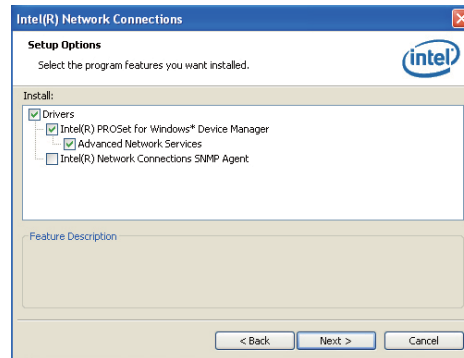 Intel(R) Network Connections
Setup Options
Select the program features you want installed.
intel
Install:
Drivers
Intel(R) PROSet for Windows* Device Manager
Advanced Network Services
Intel(R) Network Connections SNMP Agent
Feature Description
< Back
Next >
Cancel